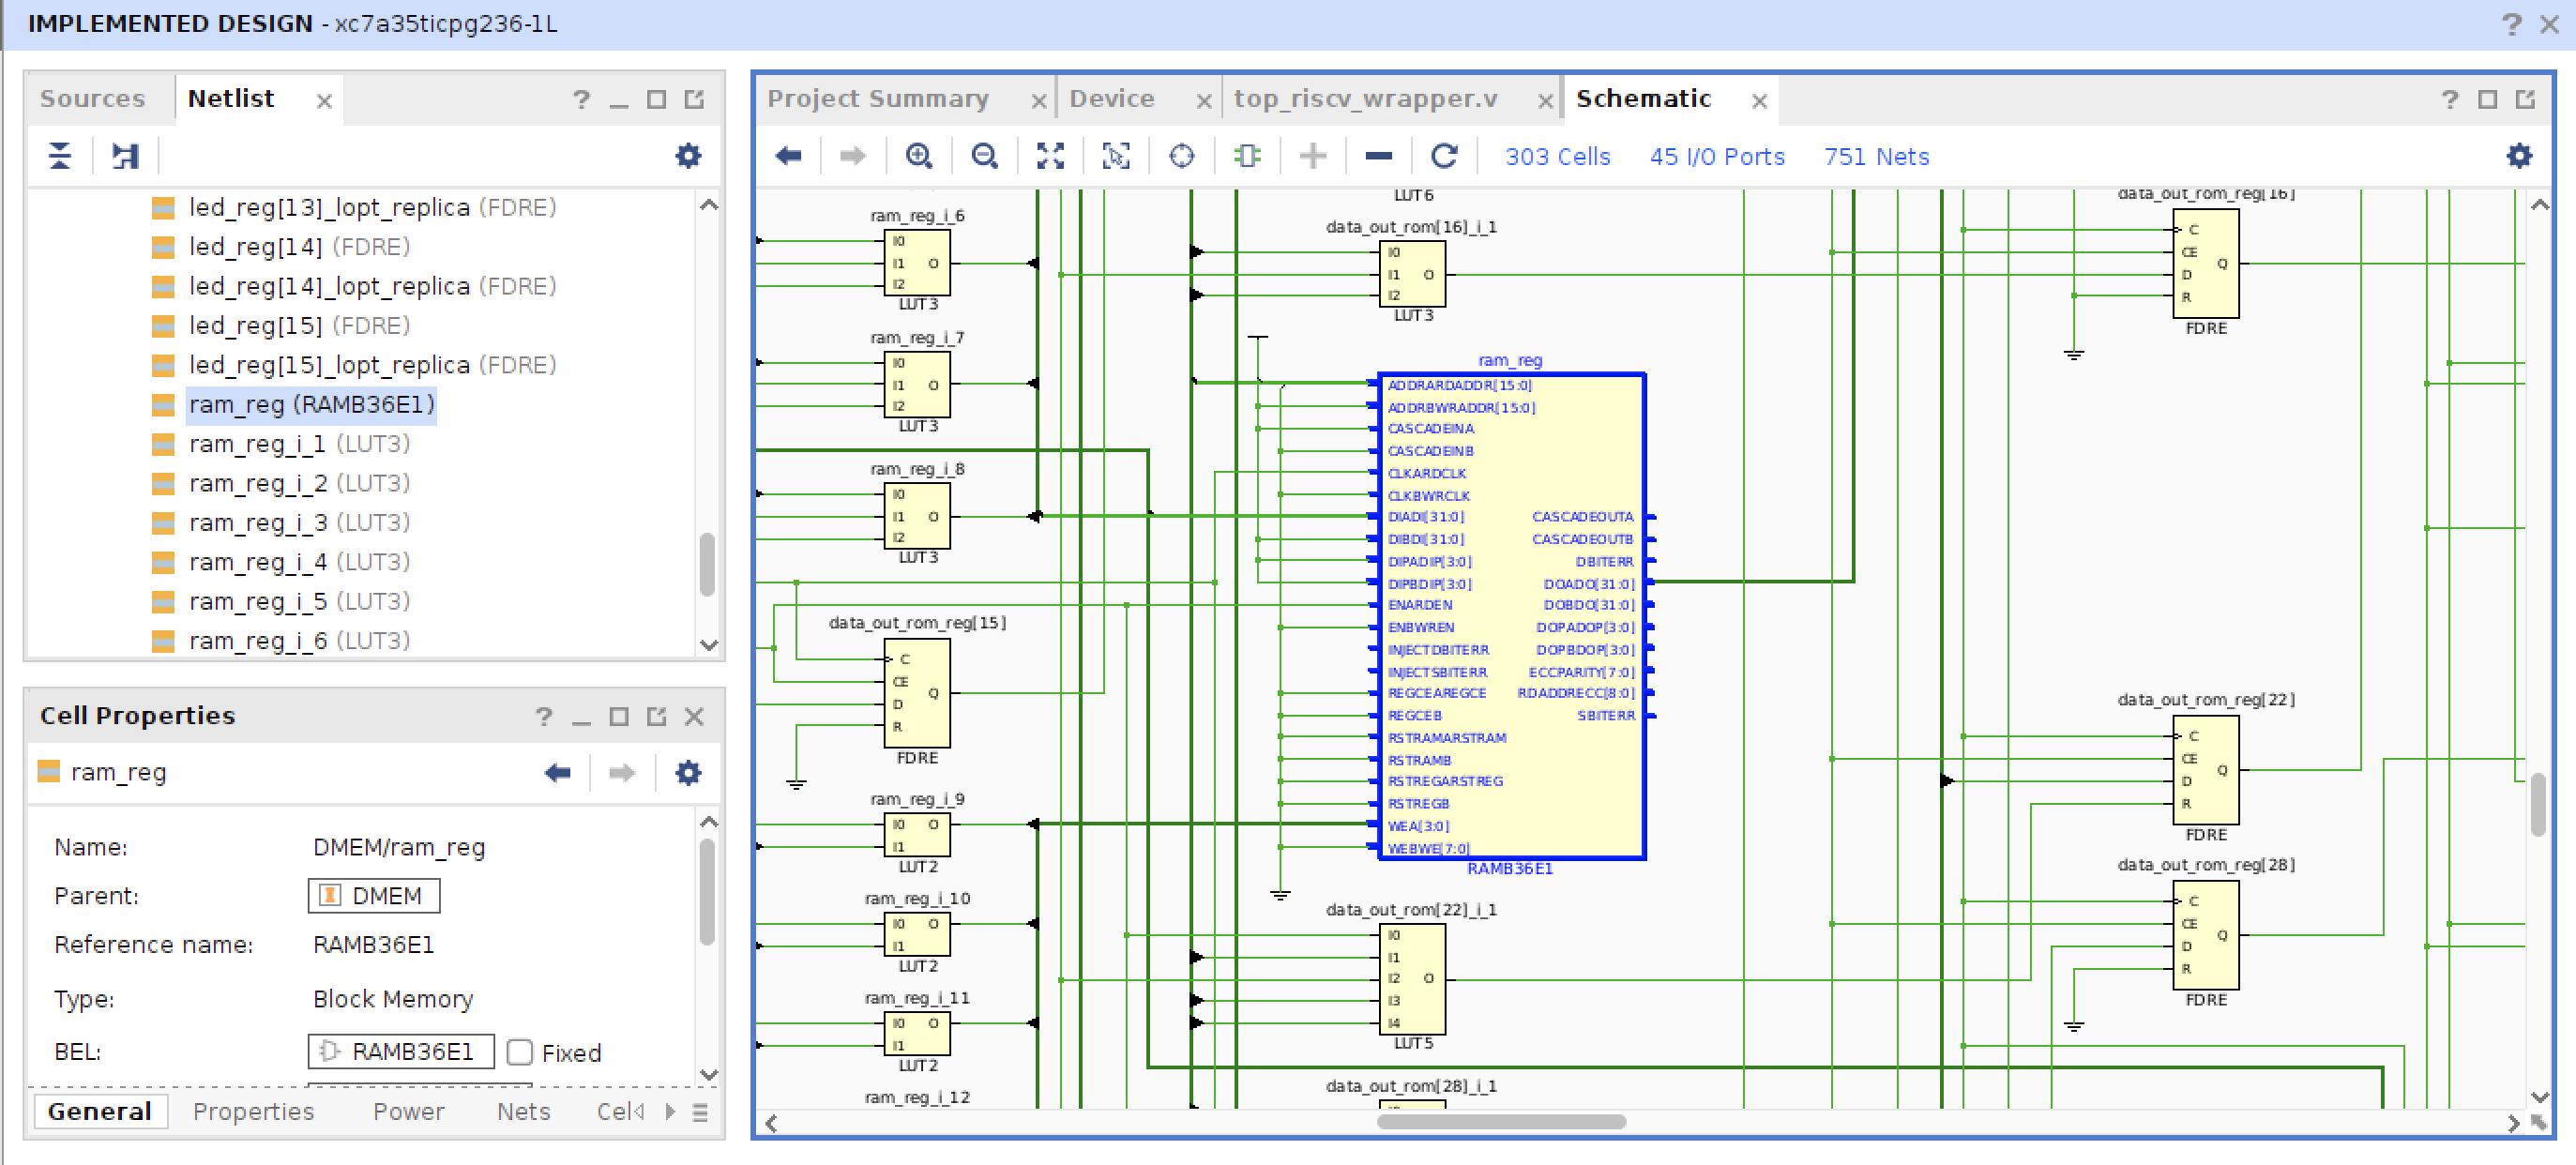 IMPLEMENTED DESIGN - xc7a35ticpg236-1L
Sources
Netlist
led_reg[13]_lopt_replica (FDRE)
led_reg[14] (FDRE)
led_reg[14]_lopt_replica (FDRE)
led_reg[15] (FDRE)
led_reg[15]_lopt_replica (FDRE)
ram_reg (RAMB36E1)
ram_reg_i_1 (LUT3)
ram_reg_i_2 (LUT3)
ram_reg_i_3 (LUT3)
ram_reg_i_4 (LUT3)
ram_reg_i_5 (LUT3)
ram_reg_i_6 (LUT3)
Cell Properties
ram_reg
Name: DMEM/ram_reg
Parent: DMEM
Reference name: RAMB36E1
Type: Block Memory
BEL: RAMB36E1 Fixed
General Properties Power Nets Cel
Project Summary
Device
top_riscv_wrapper.v
Schematic
303 Cells 45 I/O Ports 751 Nets
ram_reg_i_6
I0
I1 O
I2
LUT3
ram_reg_i_7
I0
I1 O
I2
LUT3
ram_reg_i_8
I0
I1 O
I2
LUT3
data_out_rom_reg[15]
C
CE
Q
D
R
FDRE
ram_reg_i_9
I0 O
I1
LUT2
ram_reg_i_10
I0 O
I1
LUT2
ram_reg_i_11
I0 O
I1
LUT2
ram_reg_i_12
LUT6
data_out_rom[16]_i_1
I0
I1 O
I2
LUT3
ram_reg
ADDRARDADDR[15:0]
ADDRBWRADDR[15:0]
CASCADEINA
CASCADEINB
CLKARDCLK
CLKBWRCLK
DIADI[31:0] CASCADEOUTA
DIBDI[31:0] CASCADEOUTB
DIPADIP[3:0] DBITERR
DIPBDIP[3:0] DOADO[31:0]
ENARDEN DOBDO[31:0]
ENBWREN DOPADOP[3:0]
INJECTDBITERR DOPBDOP[3:0]
INJECTSBITERR ECCPARITY[7:0]
REGCEAREGCE RDADDRECC[8:0]
REGCEB SBITERR
RSTRAMARSTRAM
RSTRAMB
RSTREGARSTREG
RSTREGB
WEA[3:0]
WEBWE[7:0]
RAMB36E1
data_out_rom[22]_i_1
I0
I1
I2 O
I3
I4
LUT5
data_out_rom[28]_i_1
data_out_rom_reg[16]
C
CE
Q
D
R
FDRE
data_out_rom_reg[22]
C
CE
Q
D
R
FDRE
data_out_rom_reg[28]
C
CE
Q
D
R
FDRE